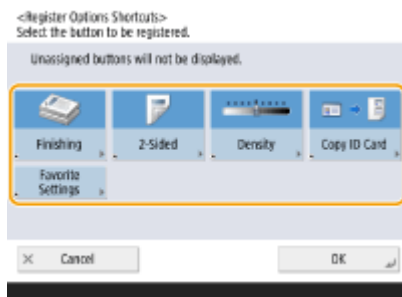 <Register Options Shortcuts>
Select the button to be registered.
Unassigned buttons will not be displayed.
Finishing
2-Sided
Density
Copy ID Card
Favorite
Settings
Cancel
OK